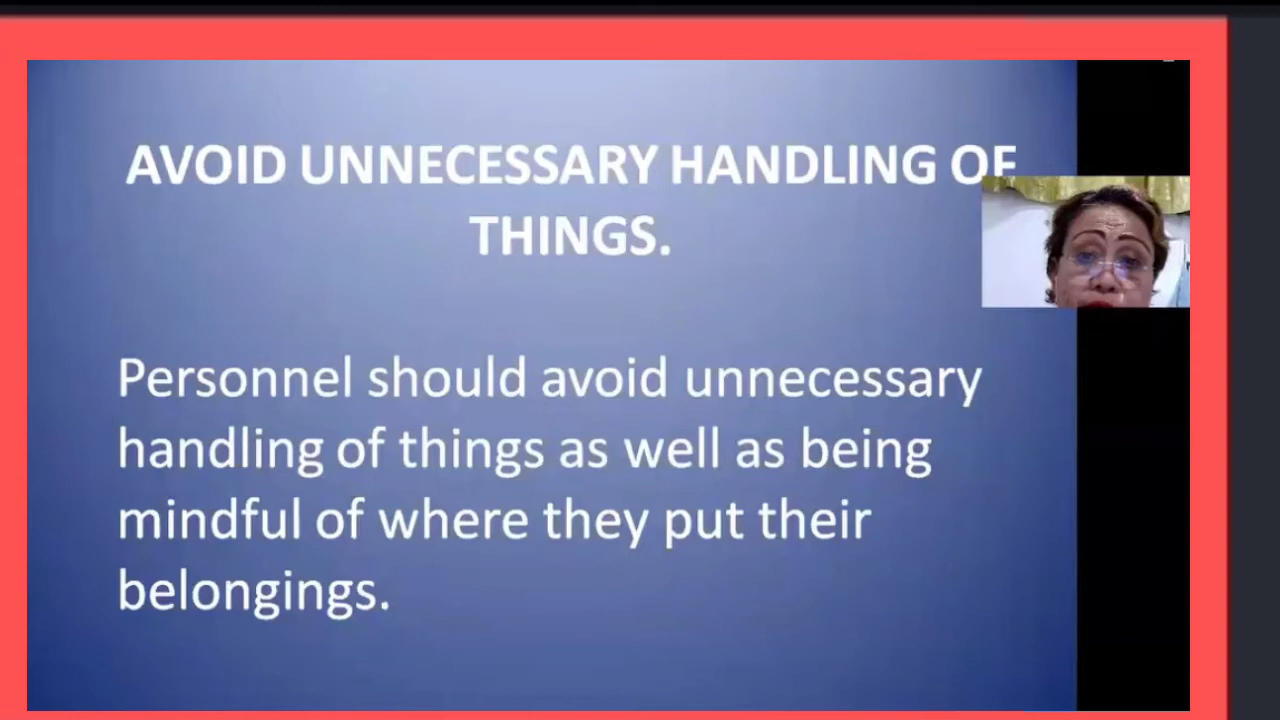 AVOID UNNECESSARY HANDLING OF
THINGS.
Personnel should avoid unnecessary
handling of things as well as being
mindful of where they put their
belongings.